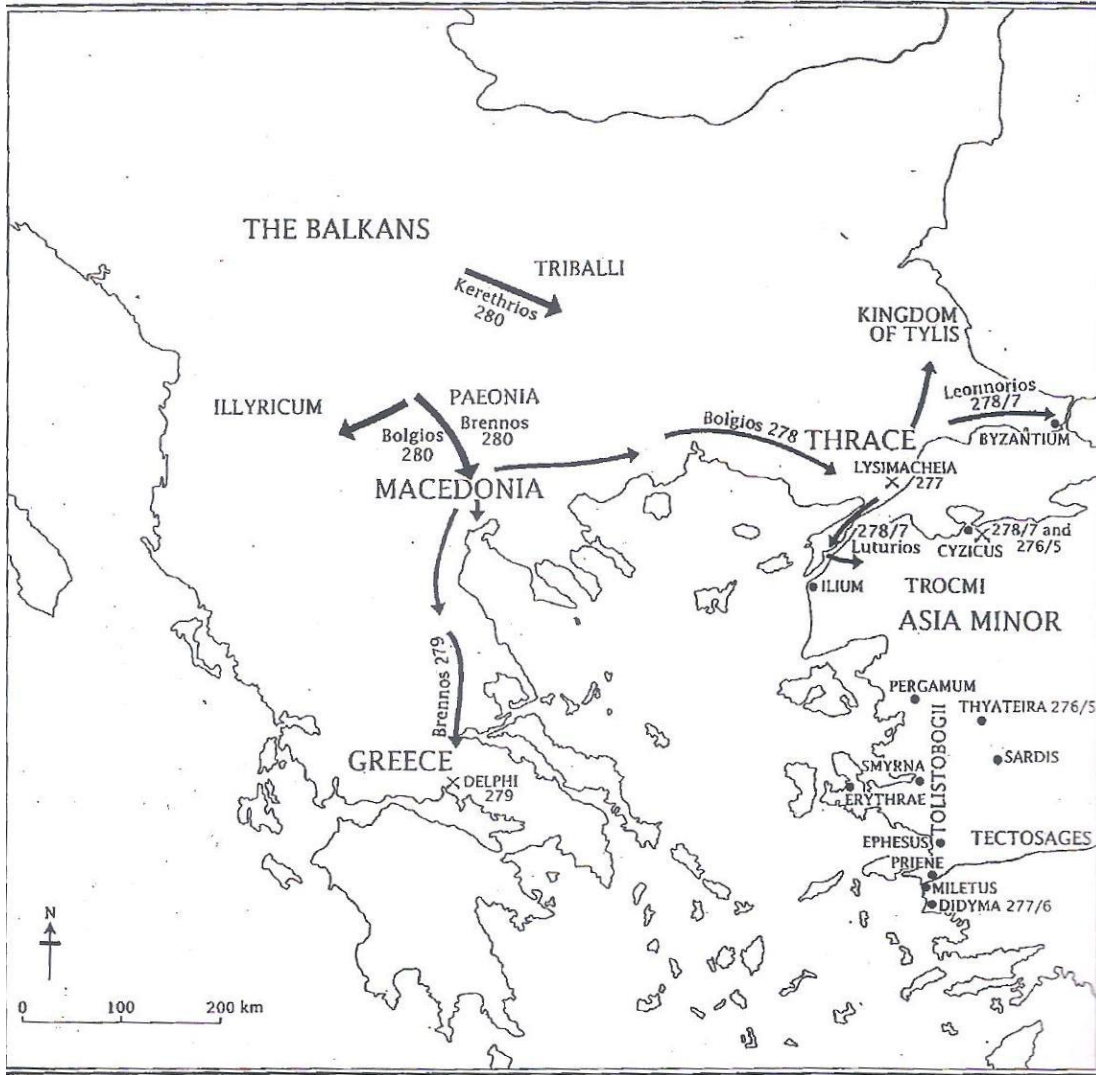 THE BALKANS
TRIBALLI
Kerethrios
280
KINGDOM
OF TYLIS
ILLYRICUM
PAEONIA
Brennos
280
Bolgios
280
Bolgios 278
Leonnorios
278/7
BYZANTIUM
THRACE
LYSIMACHEIA
277
MACEDONIA
278/7
Luturios
CYZICUS
278/7 and
276/5
ILIUM
TROCMI
ASIA MINOR
Brennos 279
PERGAMUM
THYATEIRA 276/5
TOLISTOBOGII
GREECE
DELPHI
279
SMYRNA
SARDIS
ERYTHRAE
EPHESUS
TECTOSAGES
PRIENE
MILETUS
DIDYMA 277/6
N
0 100 200 km